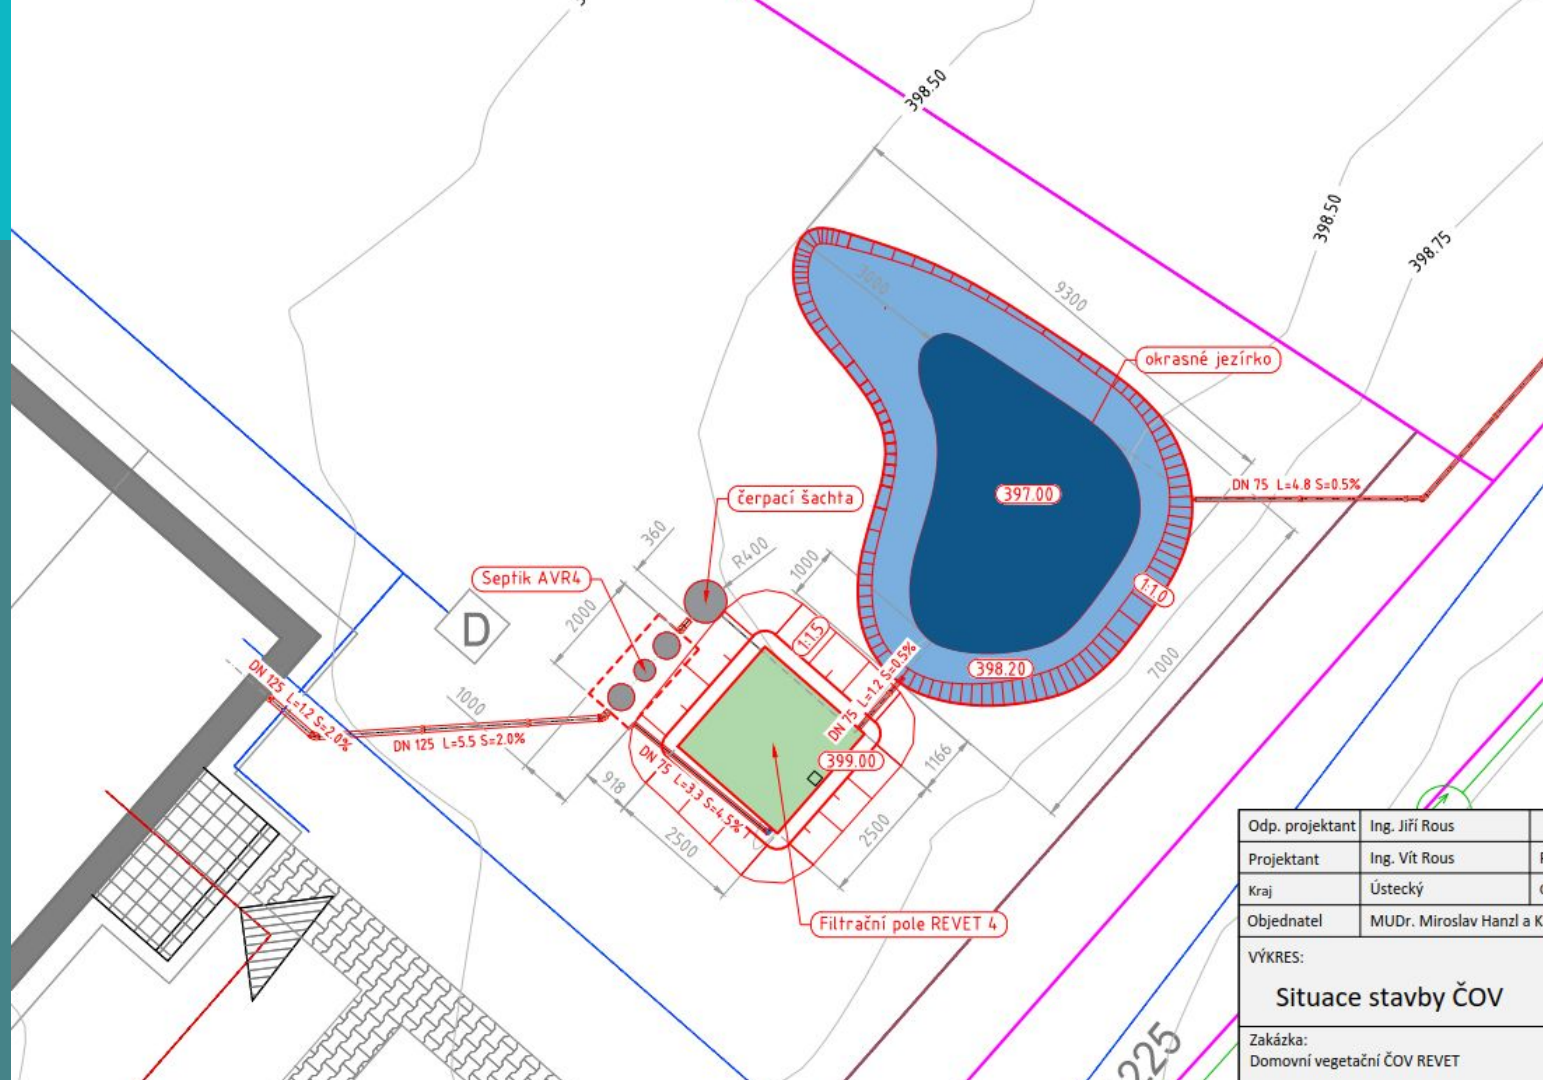 398.50
398.50
398.75
3000
9300
okrasné jezírko
397.00
DN 75 L=4.8 S=0.5%
čerpací šachta
360
R400
1000
Septik AVR4
2000
D
1:1.5
1:1.0
398.20
7000
DN 125 L=1.2 S=2.0%
1000
DN 125 L=5.5 S=2.0%
DN 75 L=1.2 S=0.5%
399.00
DN 75 L=3.3 S=4.5%
918
1166
2500
2500
Filtrační pole REVET 4
225
Odp. projektant Ing. Jiří Rous
Projektant Ing. Vít Rous
Kraj Ústecký
Objednatel MUDr. Miroslav Hanzl a K
VÝKRES:
Situace stavby ČOV
Zakázka:
Domovní vegetační ČOV REVET